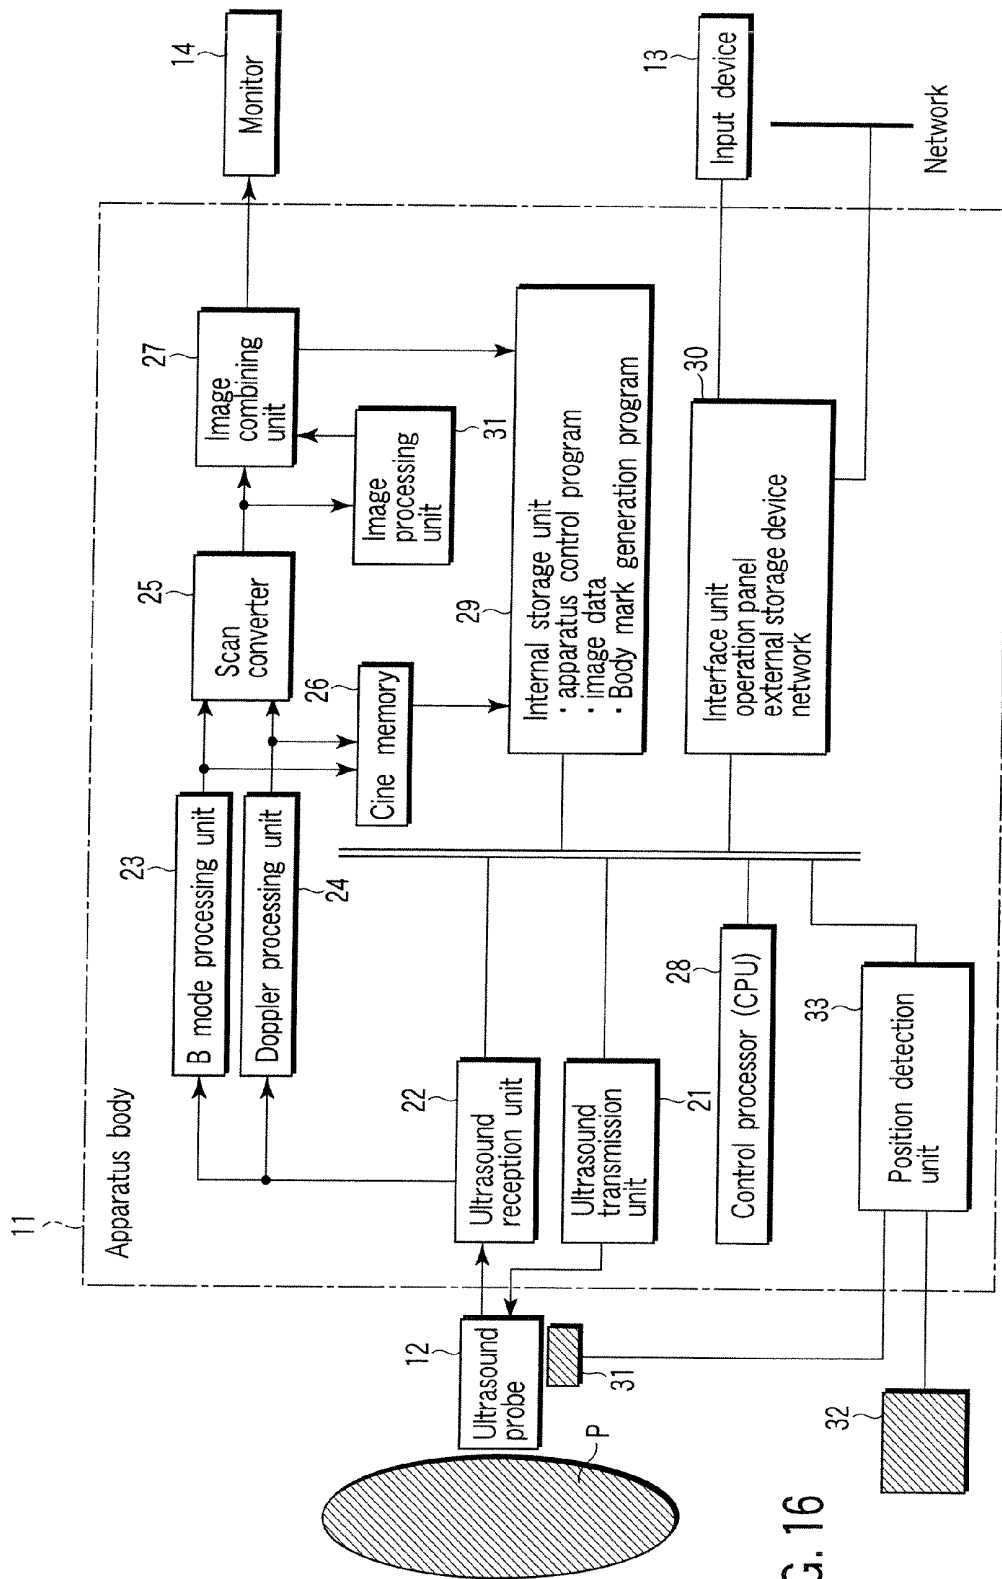 11
Apparatus body
12
Ultrasound
probe
P
31
32
22
Ultrasound
reception unit
Ultrasound
transmission
unit
21
28
Control processor (CPU)
33
Position detection
unit
23
B mode processing unit
Doppler processing unit
24
25
Scan
converter
26
Cine memory
27
Image
combining
unit
Image
processing
unit
31
29
Internal storage unit
· apparatus control program
· image data
· Body mark generation program
30
Interface unit
operation panel
external storage device
network
14
Monitor
13
Input device
Network
G. 16